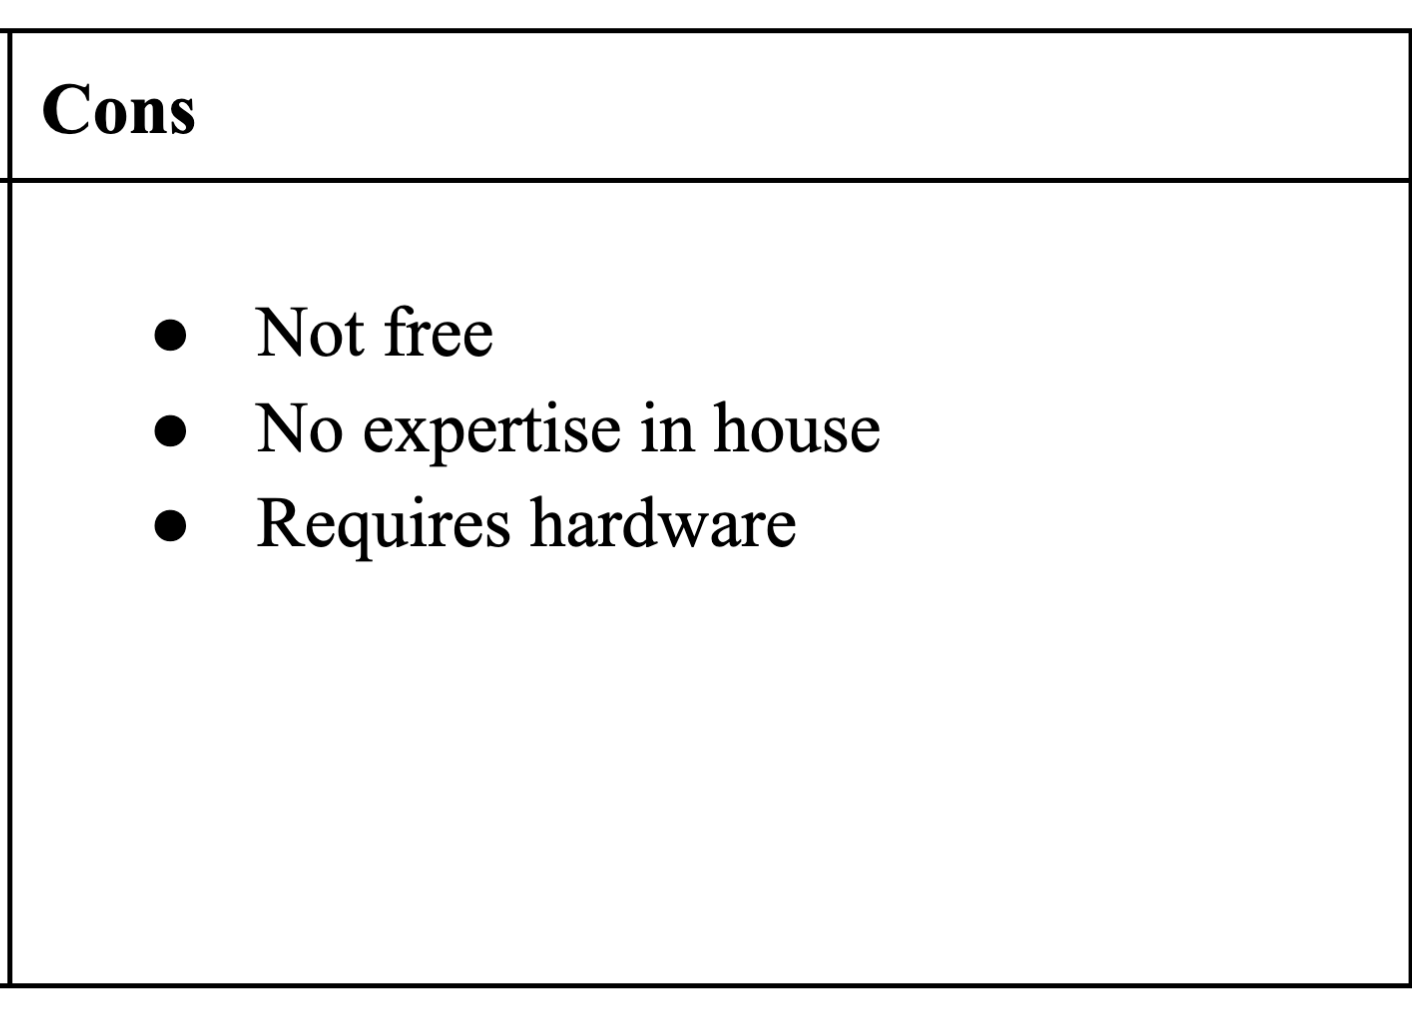 Cons
● Not free
● No expertise in house
● Requires hardware